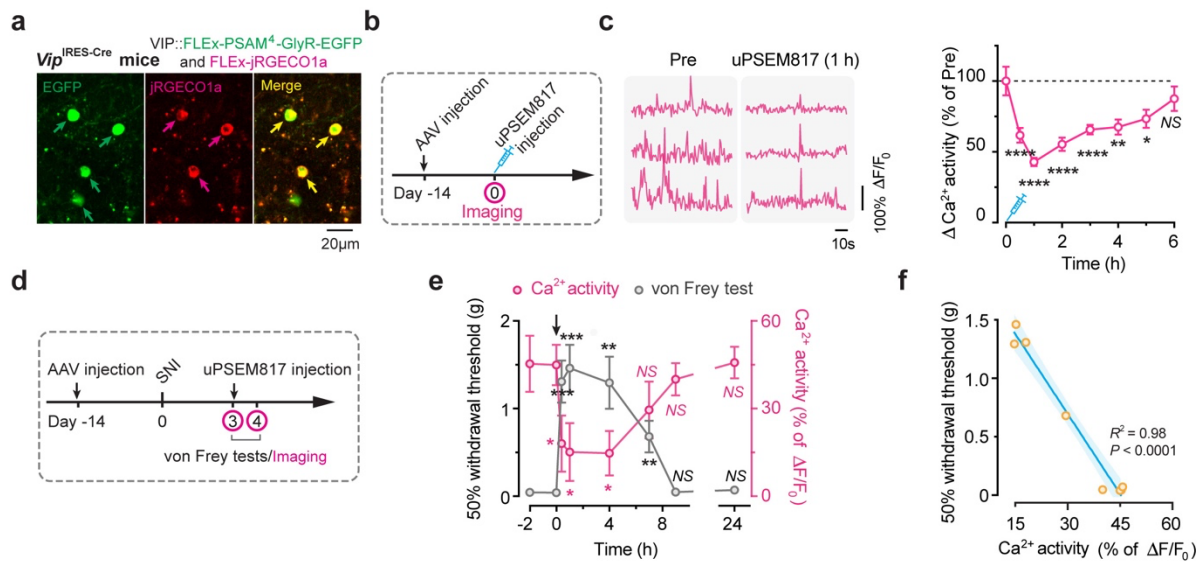 a
Vip^IRES-Cre mice
VIP::FLEx-PSAM⁴-GlyR-EGFP
and FLEx-jRGECO1a
EGFP
jRGECO1a
Merge
20µm
b
AAV injection
uPSEM817
injection
Day -14
0
Imaging
c
Pre
uPSEM817 (1 h)
100% ΔF/F₀
10s
Δ Ca²⁺ activity (% of Pre)
100
50
0
****
****
****
****
**
*
NS
0 2 4 6
Time (h)
d
AAV injection
SNI
uPSEM817 injection
Day -14
0
3
4
von Frey tests/Imaging
e
Ca²⁺ activity
von Frey test
50% withdrawal threshold (g)
2
1
0
***
***
**
**
NS
NS
*
*
*
NS
NS
NS
60
30
0
Ca²⁺ activity (% of ΔF/F₀)
-2 0 4 8 24
Time (h)
f
50% withdrawal threshold (g)
1.5
1.0
0.5
0
R² = 0.98
P < 0.0001
15 30 45 60
Ca²⁺ activity (% of ΔF/F₀)